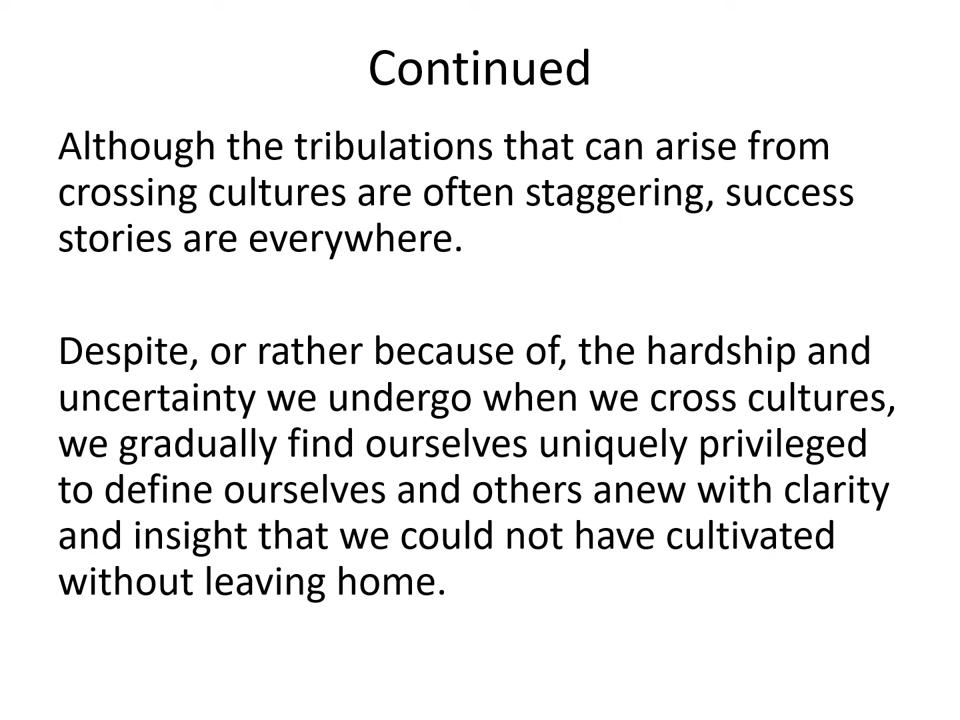 Continued
Although the tribulations that can arise from
crossing cultures are often staggering, success
stories are everywhere.
Despite, or rather because of, the hardship and
uncertainty we undergo when we cross cultures,
we gradually find ourselves uniquely privileged
to define ourselves and others anew with clarity
and insight that we could not have cultivated
without leaving home.